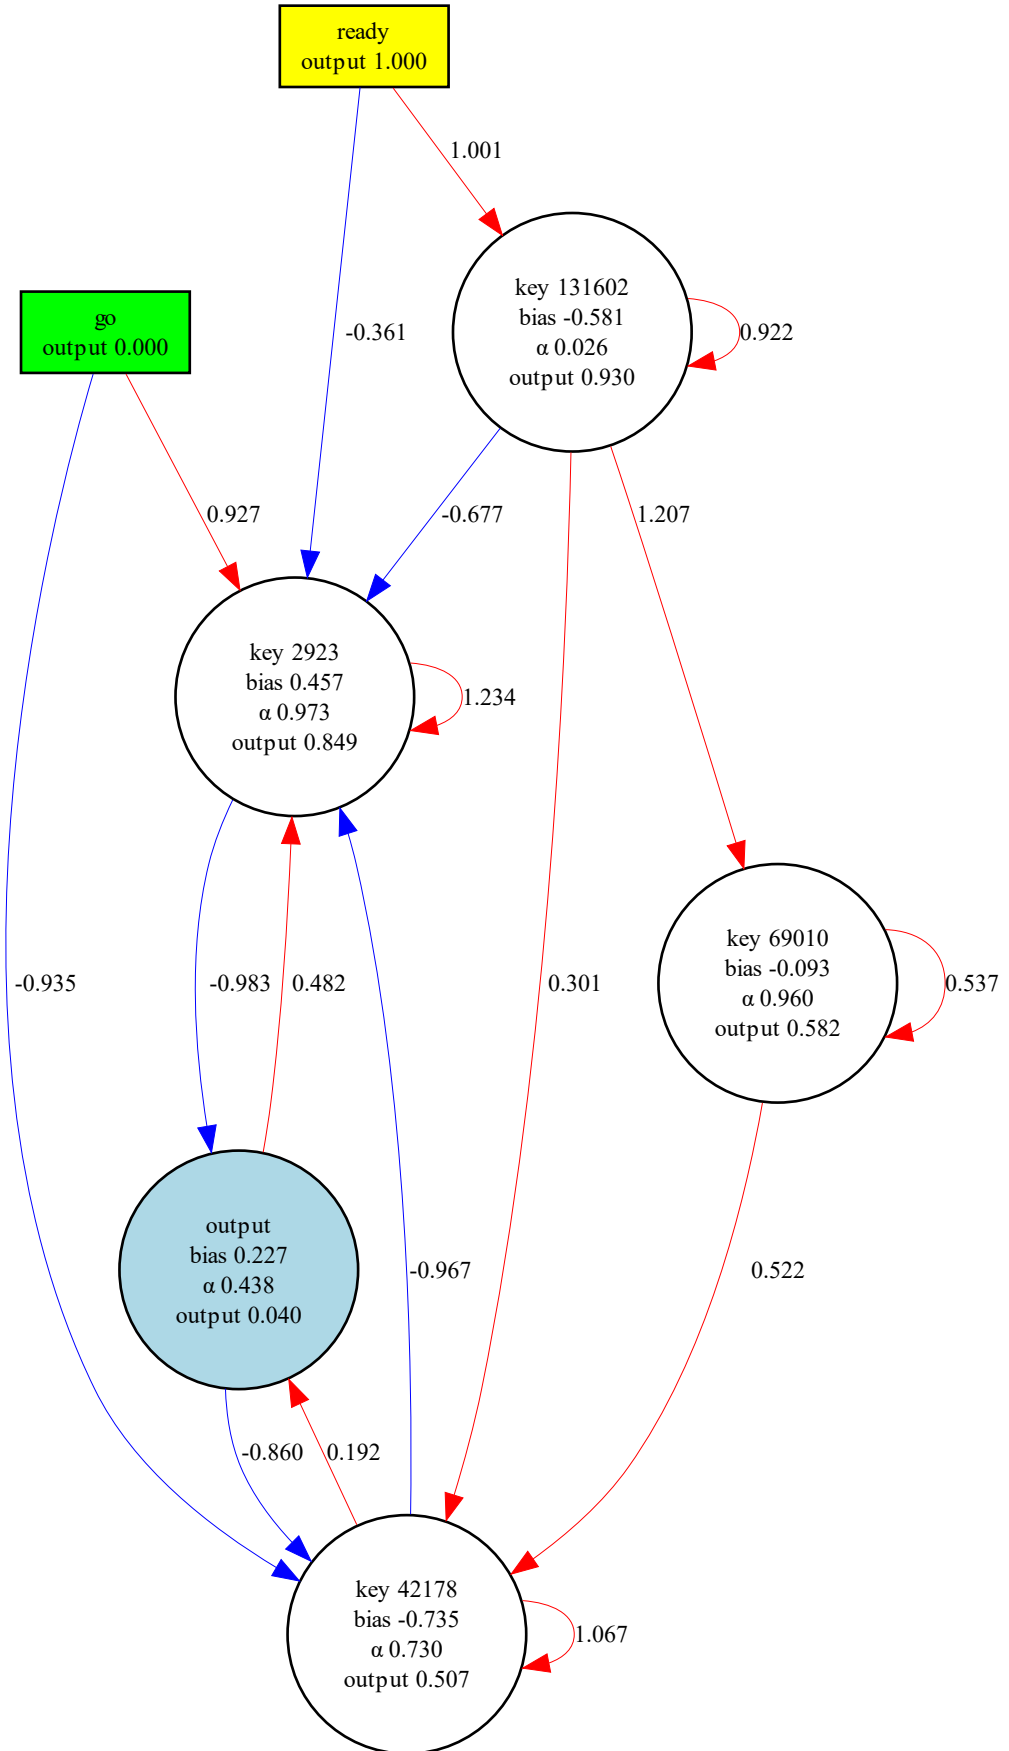 ready
output 1.000
1.001
key 131602
bias -0.581
α 0.026
output 0.930
0.922
go
output 0.000
-0.361
0.927
-0.677
1.207
key 2923
bias 0.457
α 0.973
output 0.849
1.234
key 69010
bias -0.093
α 0.960
output 0.582
0.537
-0.935
-0.983
0.482
0.301
output
bias 0.227
α 0.438
output 0.040
-0.967
0.522
-0.860
0.192
key 42178
bias -0.735
α 0.730
output 0.507
1.067